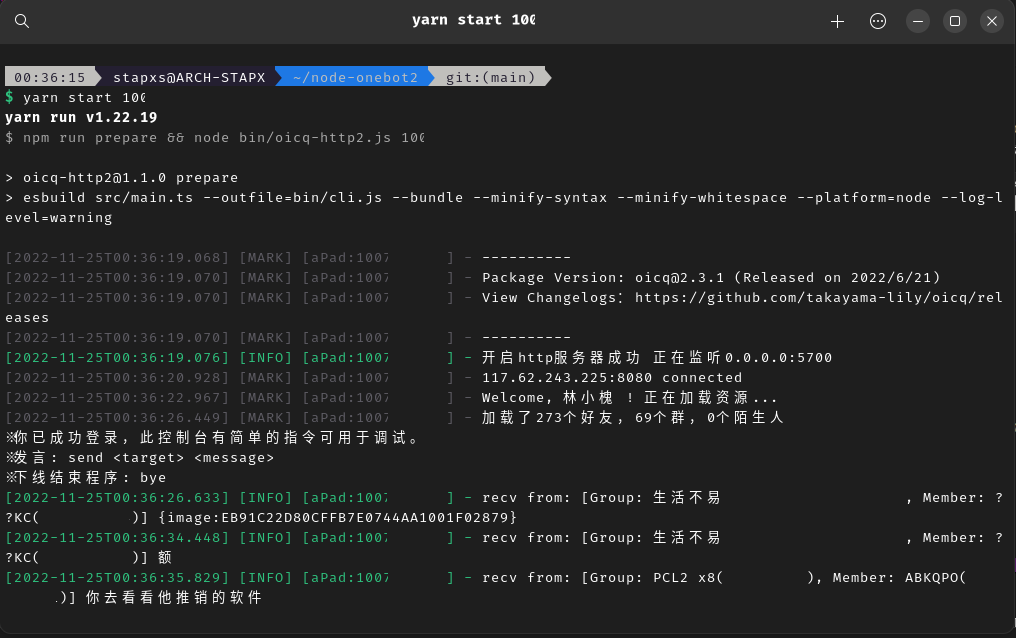 yarn start 100
00:36:15 stapxs@ARCH-STAPX ~/node-onebot2 git:(main)
$ yarn start 100
yarn run v1.22.19
$ npm run prepare && node bin/oicq-http2.js 100
> oicq-http2@1.1.0 prepare
> esbuild src/main.ts --outfile=bin/cli.js --bundle --minify-syntax --minify-whitespace --platform=node --log-l
evel=warning
[2022-11-25T00:36:19.068] [MARK] [aPad:1007 ] - ----------
[2022-11-25T00:36:19.070] [MARK] [aPad:1007 ] - Package Version: oicq@2.3.1 (Released on 2022/6/21)
[2022-11-25T00:36:19.070] [MARK] [aPad:1007 ] - View Changelogs：https://github.com/takayama-lily/oicq/rel
eases
[2022-11-25T00:36:19.070] [MARK] [aPad:1007 ] - ----------
[2022-11-25T00:36:19.076] [INFO] [aPad:1007 ] - 开启http服务器成功 正在监听0.0.0.0:5700
[2022-11-25T00:36:20.928] [MARK] [aPad:1007 ] - 117.62.243.225:8080 connected
[2022-11-25T00:36:22.967] [MARK] [aPad:1007 ] - Welcome, 林小槐 ! 正在加载资源...
[2022-11-25T00:36:26.449] [MARK] [aPad:1007 ] - 加载了273个好友，69个群，0个陌生人
※你已成功登录，此控制台有简单的指令可用于调试。
※发言: send <target> <message>
※下线结束程序: bye
[2022-11-25T00:36:26.633] [INFO] [aPad:1007 ] - recv from: [Group: 生活不易 , Member: ?
?KC( )] {image:EB91C22D80CFFB7E0744AA1001F02879}
[2022-11-25T00:36:34.448] [INFO] [aPad:1007 ] - recv from: [Group: 生活不易 , Member: ?
?KC( )] 额
[2022-11-25T00:36:35.829] [INFO] [aPad:1007 ] - recv from: [Group: PCL2 x8( ), Member: ABKQPO(
)] 你去看看他推销的软件